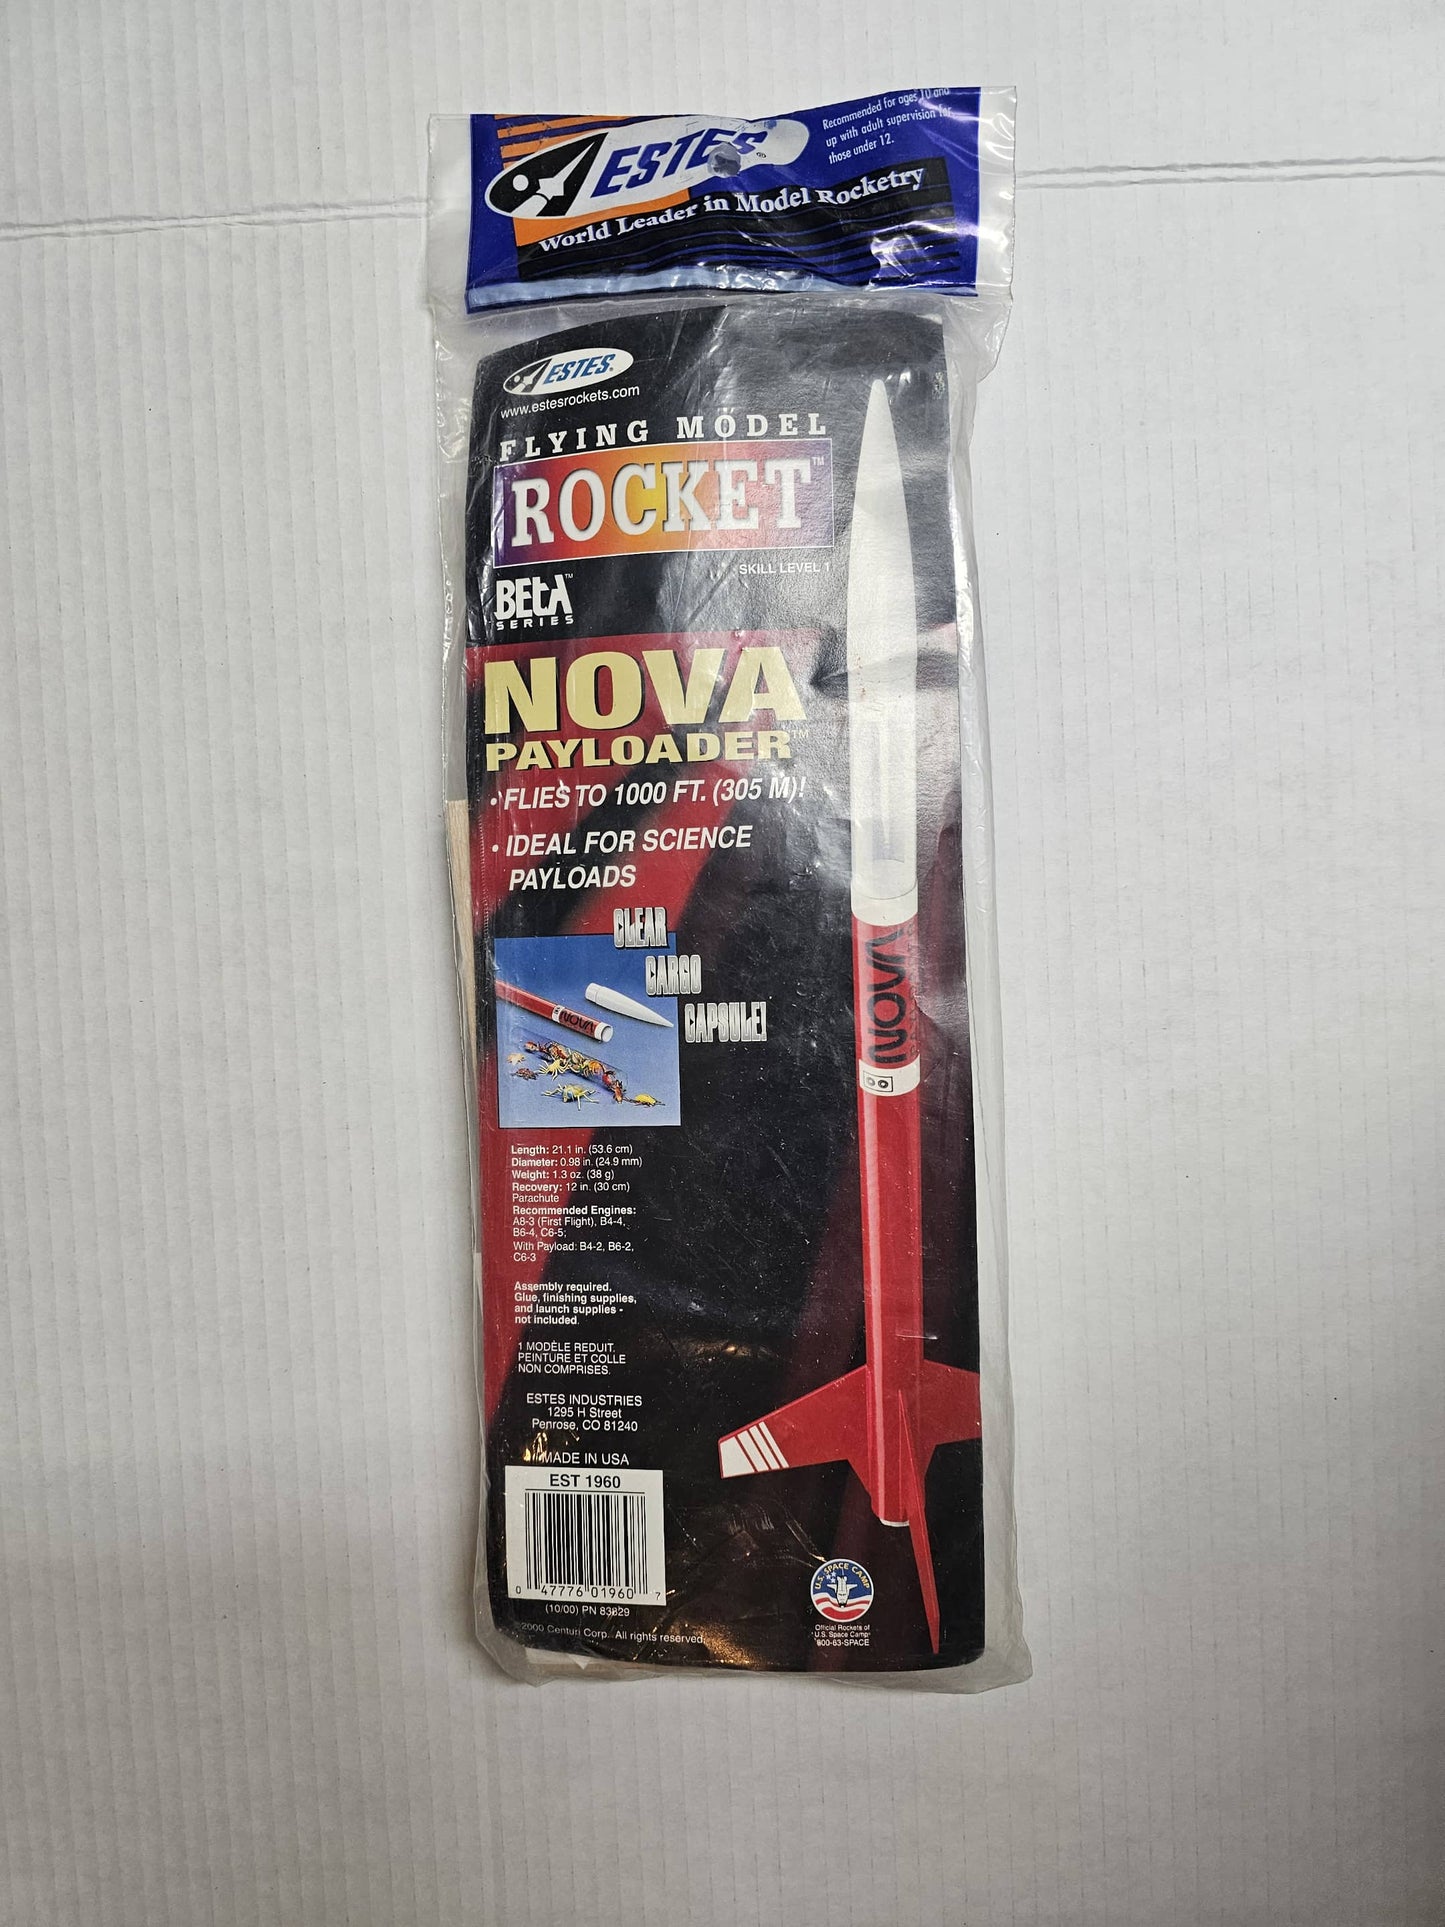 ESTES®
Recommended for ages 10 and
up with adult supervision for
those under 12.
World Leader in Model Rocketry
ESTES®
www.estesrockets.com
FLYING MODEL
ROCKET™
SKILL LEVEL 1
BETA™
SERIES
NOVA
PAYLOADER™
• FLIES TO 1000 FT. (305 M)!
• IDEAL FOR SCIENCE
PAYLOADS
CLEAR
CARGO
CAPSULE!
NOVA
NOVA
Length: 21.1 in. (53.6 cm)
Diameter: 0.98 in. (24.9 mm)
Weight: 1.3 oz. (38 g)
Recovery: 12 in. (30 cm)
Parachute
Recommended Engines:
A8-3 (First Flight), B4-4,
B6-4, C6-5;
With Payload: B4-2, B6-2,
C6-3
Assembly required.
Glue, finishing supplies,
and launch supplies -
not included.
1 MODÈLE REDUIT.
PEINTURE ET COLLE
NON COMPRISES.
ESTES INDUSTRIES
1295 H Street
Penrose, CO 81240
MADE IN USA
EST 1960
0 47776 01960 7
(10/00) PN 83829
2000 Centuri Corp. All rights reserved.
U.S. SPACE CAMP
Official Rockets of
U.S. Space Camp®
800-63-SPACE